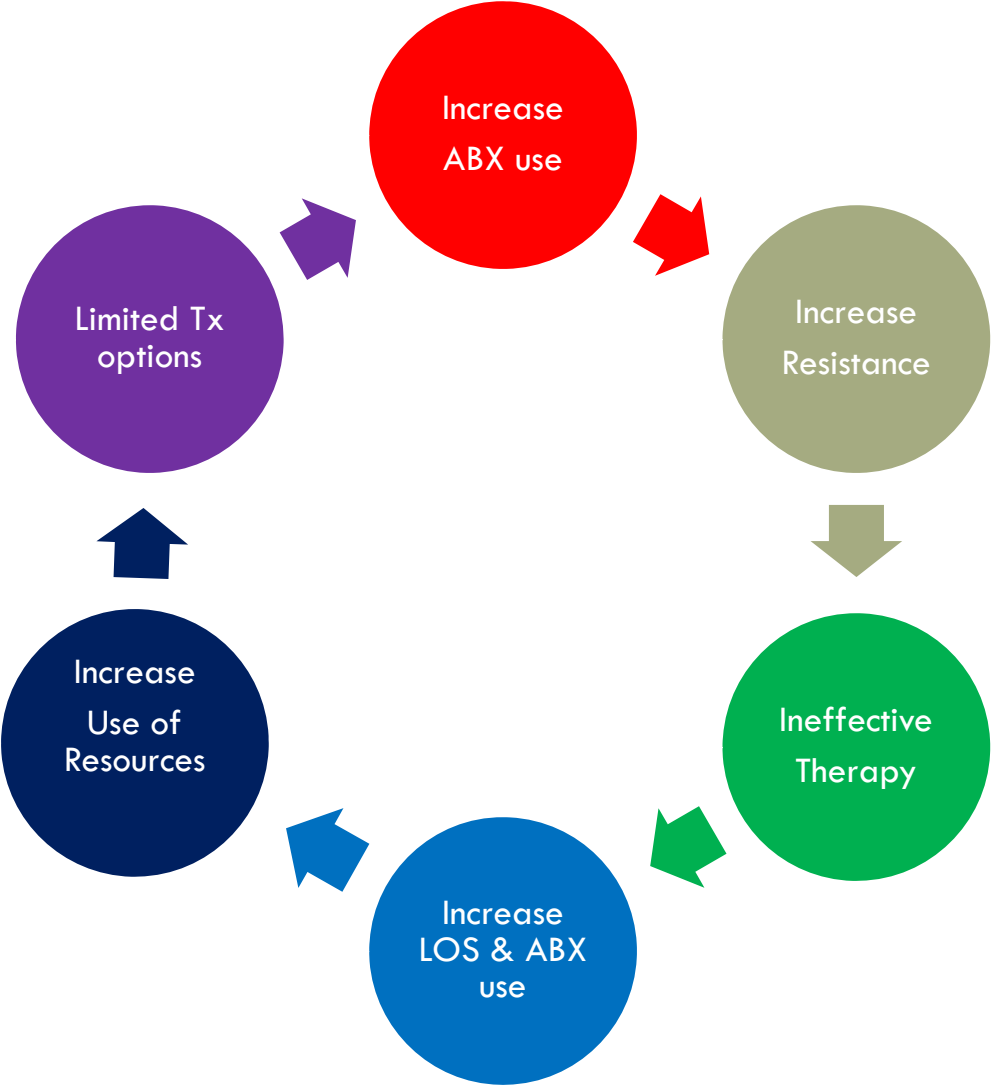 Increase
ABX use
Increase
Resistance
Ineffective
Therapy
Increase
LOS & ABX
use
Increase
Use of
Resources
Limited Tx
options